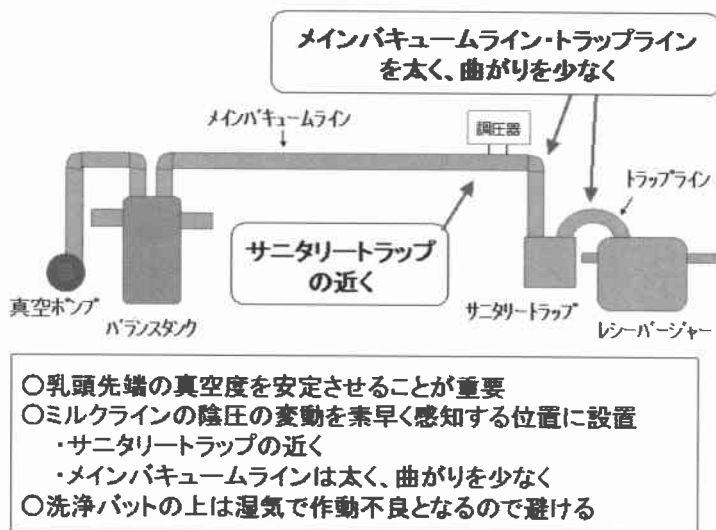 メインバキュームライン・トラップライン
を太く、曲がりを少なく
メインバキュームライン
調圧器
トラップライン
サニタリートラップ
の近く
真空ポンプ
バランスタンク
サニタリートラップ
レシーバージャー
○乳頭先端の真空度を安定させることが重要
○ミルクラインの陰圧の変動を素早く感知する位置に設置
・サニタリートラップの近く
・メインバキュームラインは太く、曲がりを少なく
○洗浄バットの上は湿気で作動不良となるので避ける